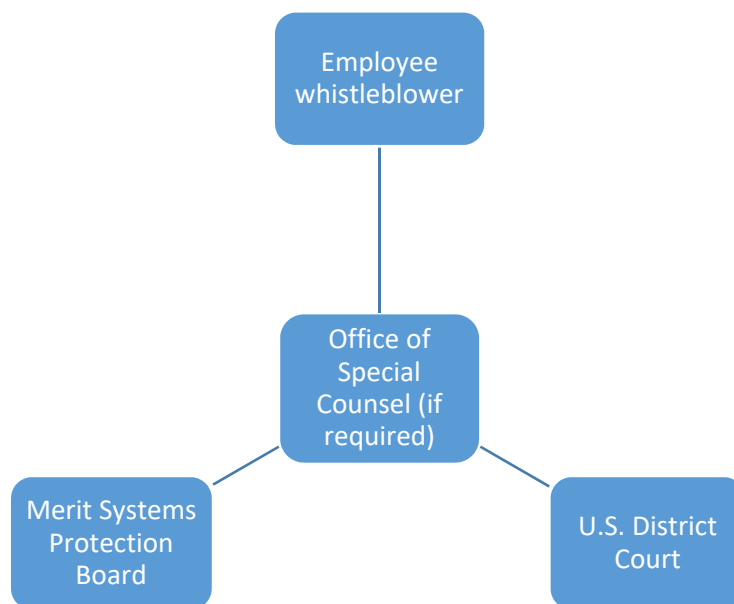 Employee
whistleblower
Office of
Special
Counsel (if
required)
Merit Systems
Protection
Board
U.S. District
Court